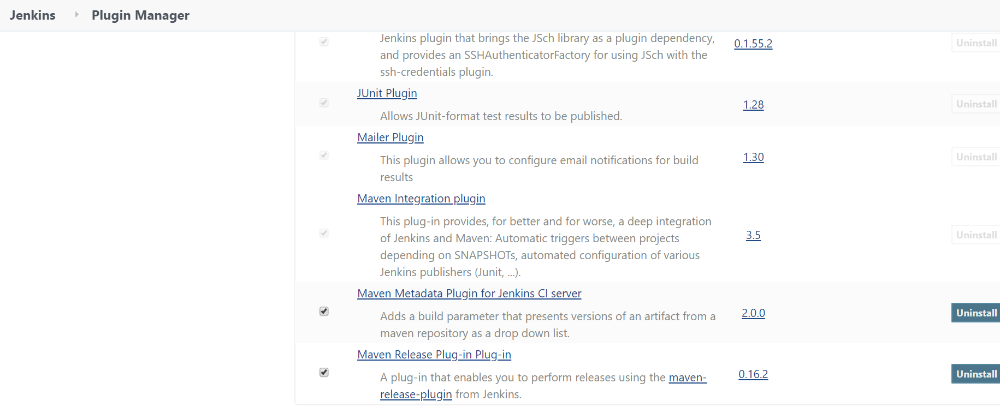 Jenkins Plugin Manager
Jenkins plugin that brings the JSch library as a plugin dependency,
and provides an SSHAuthenticatorFactory for using JSch with the
ssh-credentials plugin.
0.1.55.2
Uninstall
JUnit Plugin
Allows JUnit-format test results to be published.
1.28
Uninstall
Mailer Plugin
This plugin allows you to configure email notifications for build
results
1.30
Uninstall
Maven Integration plugin
This plug-in provides, for better and for worse, a deep integration
of Jenkins and Maven: Automatic triggers between projects
depending on SNAPSHOTs, automated configuration of various
Jenkins publishers (Junit, ...).
3.5
Uninstall
Maven Metadata Plugin for Jenkins CI server
Adds a build parameter that presents versions of an artifact from a
maven repository as a drop down list.
2.0.0
Uninstall
Maven Release Plug-in Plug-in
A plug-in that enables you to perform releases using the maven-
release-plugin from Jenkins.
0.16.2
Uninstall